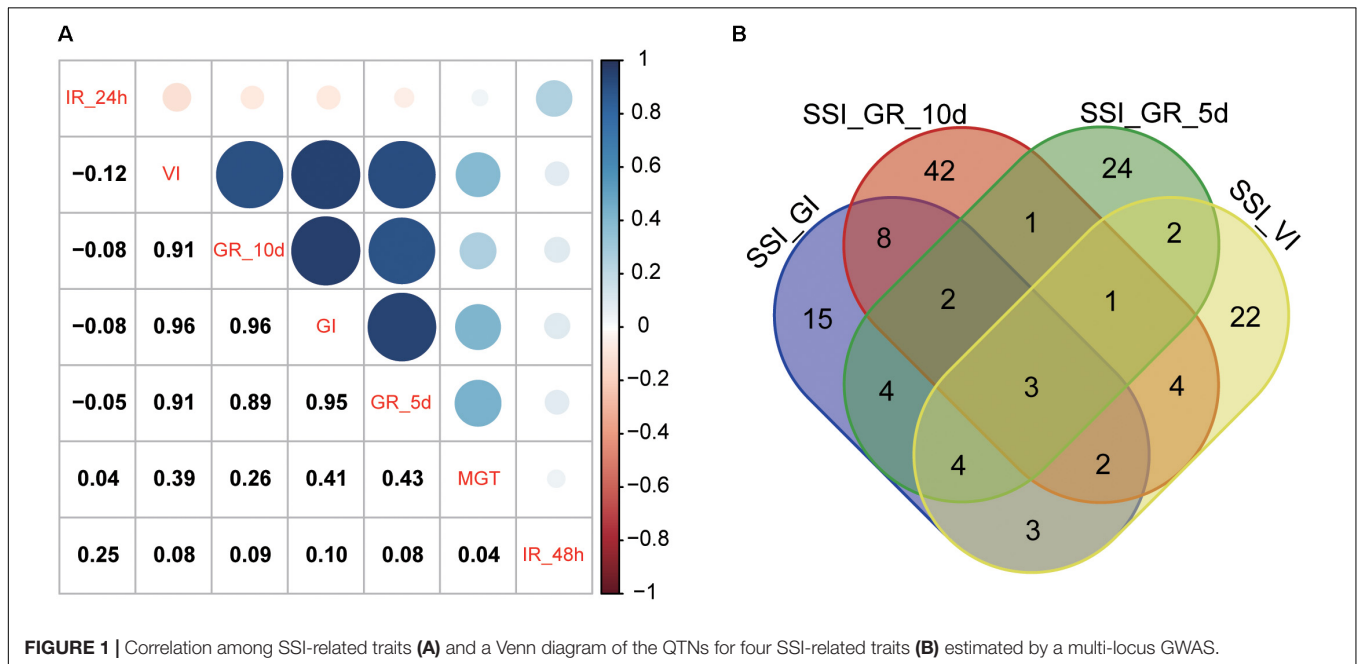 A
B
IR_24h
−0.12 VI
−0.08 0.91 GR_10d
−0.08 0.96 0.96 GI
−0.05 0.91 0.89 0.95 GR_5d
0.04 0.39 0.26 0.41 0.43 MGT
0.25 0.08 0.09 0.10 0.08 0.04 IR_48h
1
0.8
0.6
0.4
0.2
0
−0.2
−0.4
−0.6
−0.8
−1
SSI_GR_10d
SSI_GR_5d
SSI_GI
SSI_VI
42
24
8
1
2
15
2
1
22
4
3
4
4
2
3
FIGURE 1 | Correlation among SSI-related traits (A) and a Venn diagram of the QTNs for four SSI-related traits (B) estimated by a multi-locus GWAS.